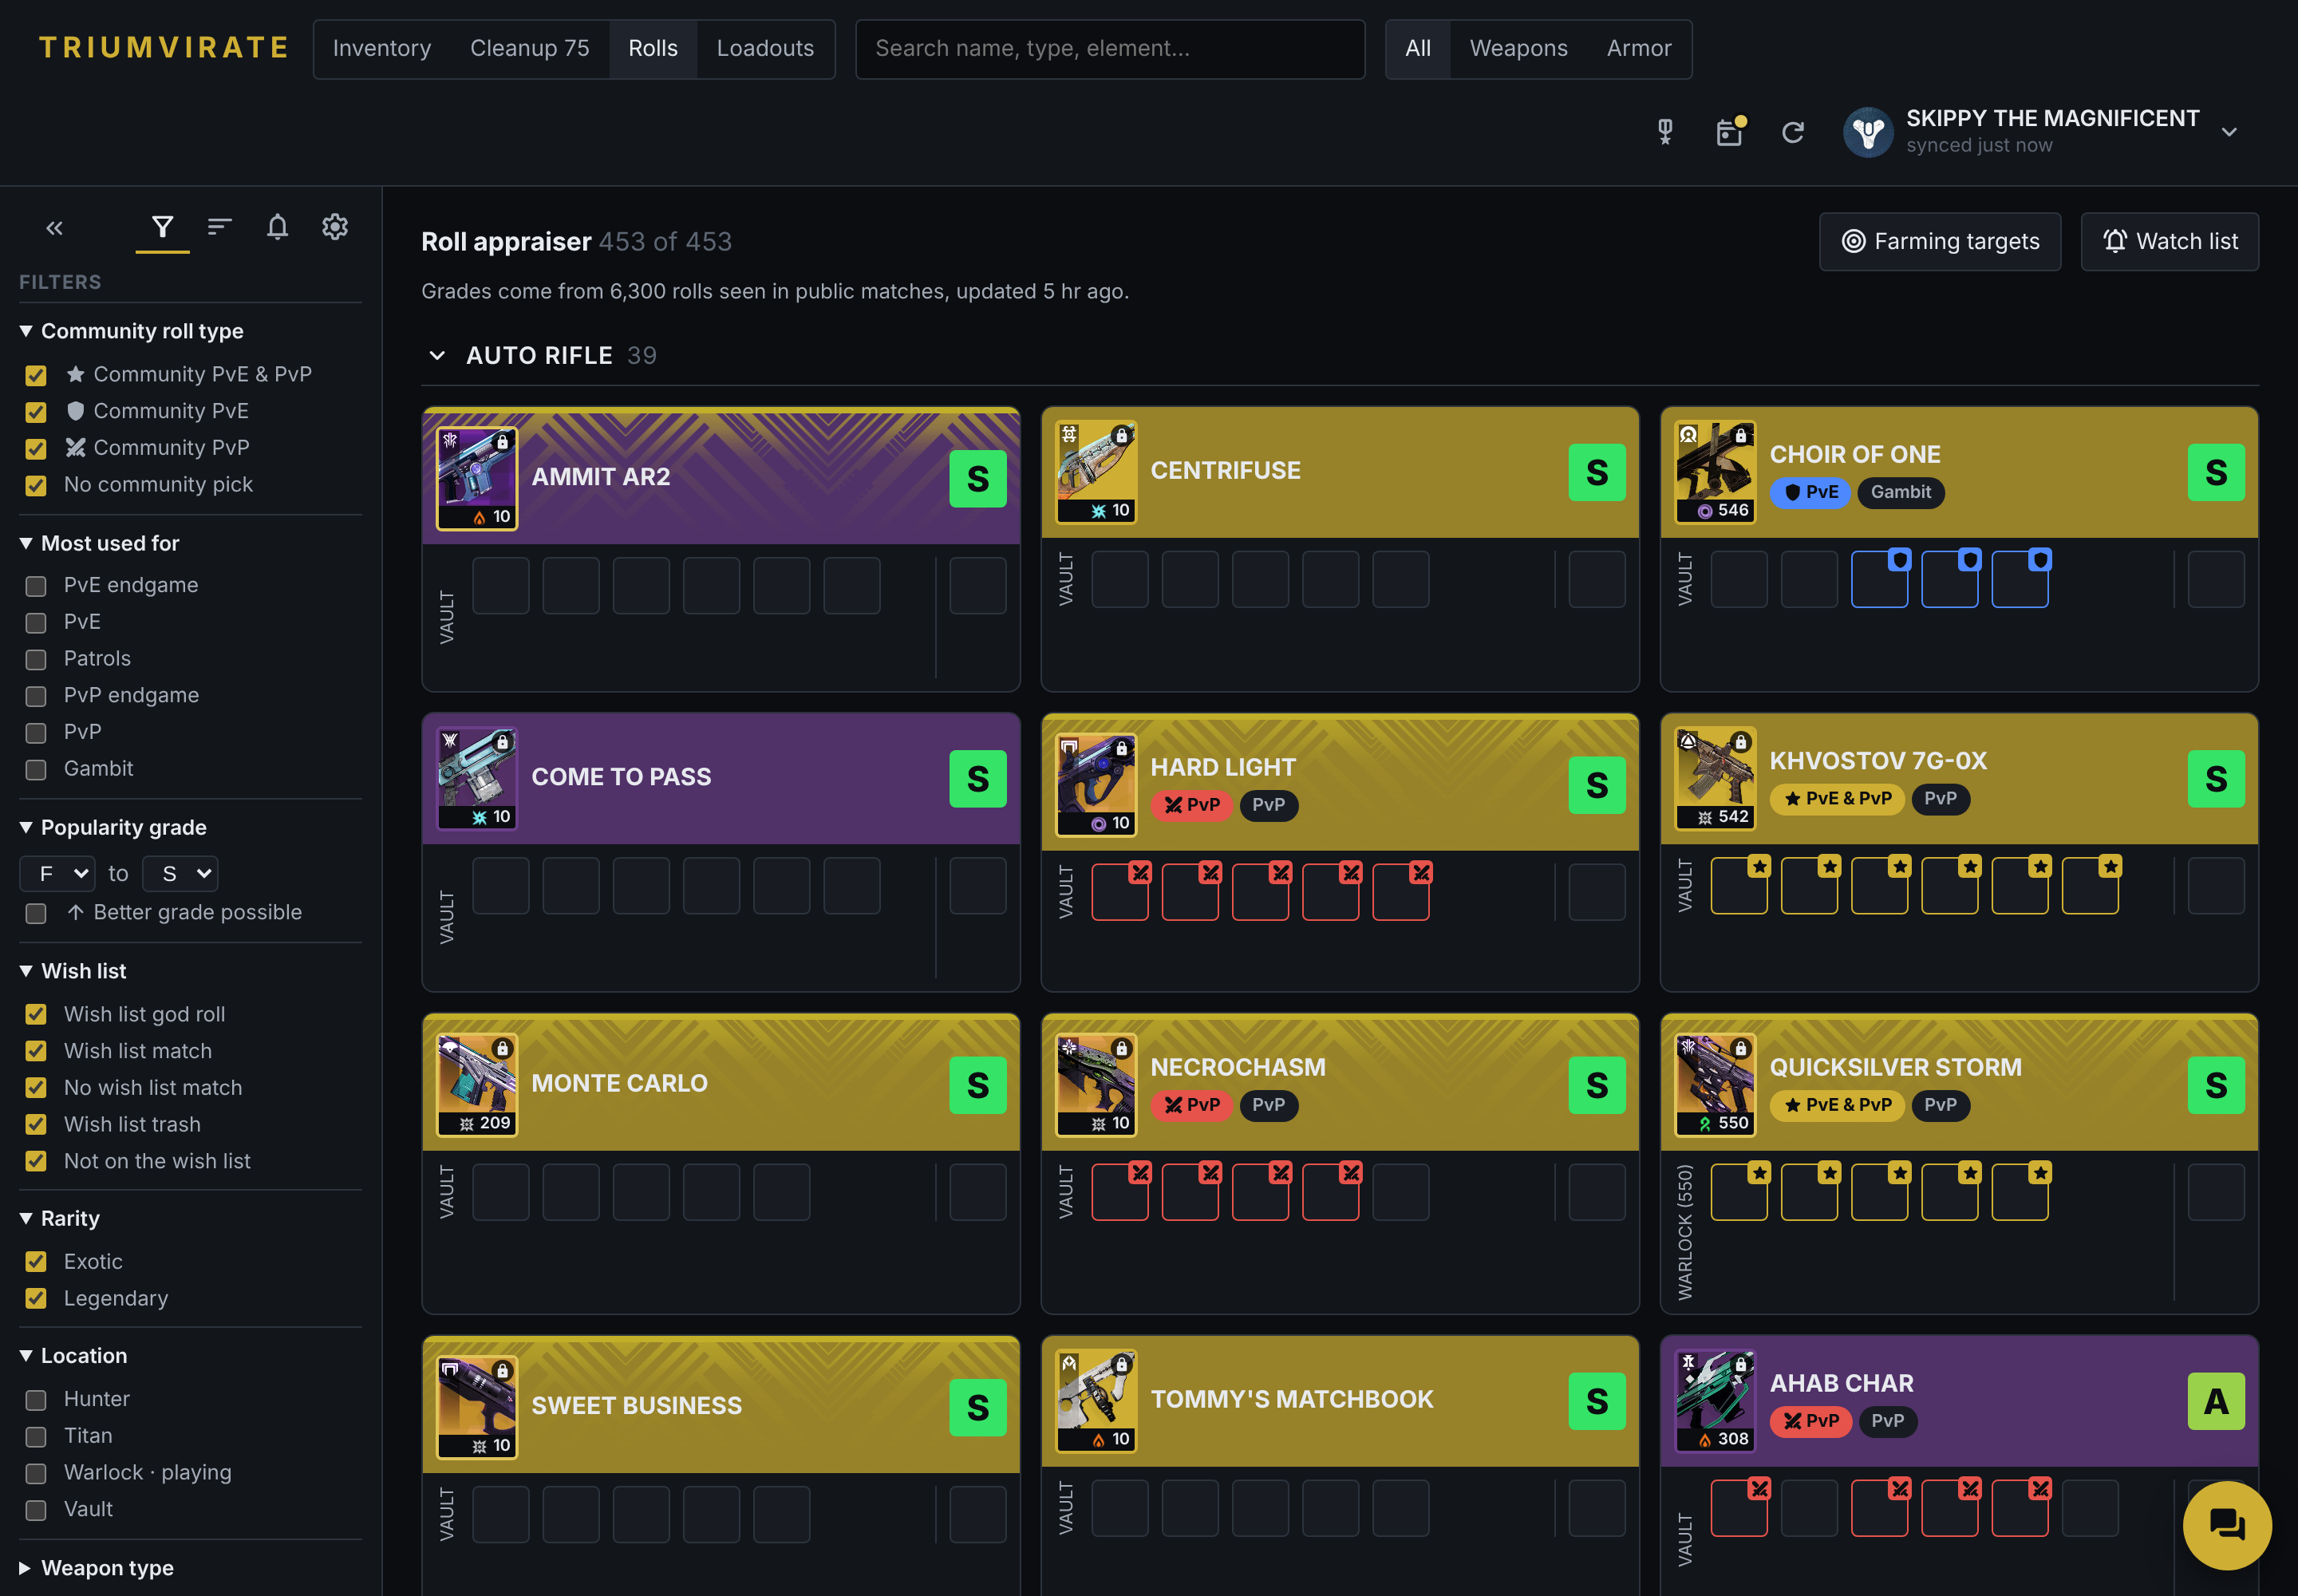 TRIUMVIRATE
Inventory Cleanup 75 Rolls Loadouts
Search name, type, element...
All Weapons Armor
SKIPPY THE MAGNIFICENT
synced just now
FILTERS
Community roll type
Community PvE & PvP
Community PvE
Community PvP
No community pick
Most used for
PvE endgame
PvE
Patrols
PvP endgame
PvP
Gambit
Popularity grade
F to S
Better grade possible
Wish list
Wish list god roll
Wish list match
No wish list match
Wish list trash
Not on the wish list
Rarity
Exotic
Legendary
Location
Hunter
Titan
Warlock · playing
Vault
Weapon type
Roll appraiser 453 of 453
Farming targets
Watch list
Grades come from 6,300 rolls seen in public matches, updated 5 hr ago.
AUTO RIFLE 39
AMMIT AR2
10
S
VAULT
CENTRIFUSE
10
S
VAULT
CHOIR OF ONE
PvE Gambit
546
S
VAULT
COME TO PASS
10
S
VAULT
HARD LIGHT
PvP PvP
10
S
VAULT
KHVOSTOV 7G-0X
PvE & PvP PvP
542
S
VAULT
MONTE CARLO
209
S
VAULT
NECROCHASM
PvP PvP
10
S
VAULT
QUICKSILVER STORM
PvE & PvP PvP
550
S
WARLOCK (550)
SWEET BUSINESS
10
S
VAULT
TOMMY'S MATCHBOOK
10
S
VAULT
AHAB CHAR
PvP PvP
308
A
VAULT